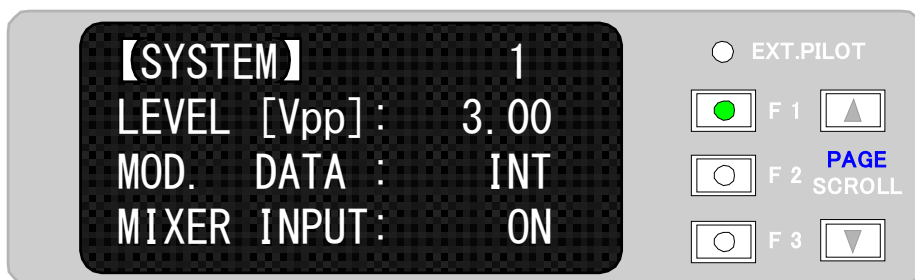 【SYSTEM】 1
LEVEL [Vpp]: 3.00
MOD. DATA : INT
MIXER INPUT: ON
EXT.PILOT
F 1
F 2
PAGE
SCROLL
F 3